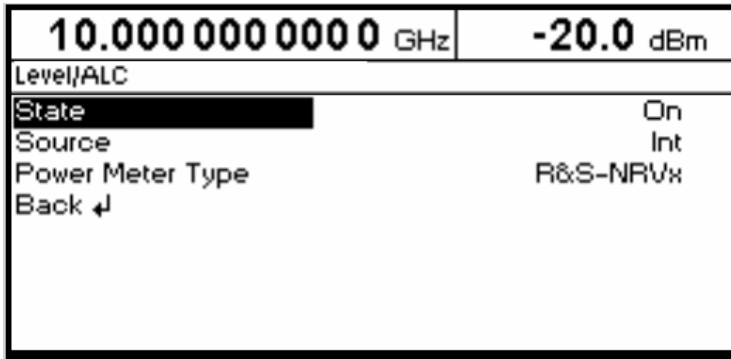 10.000 000 000 0 GHz -20.0 dBm
Level/ALC
State On
Source Int
Power Meter Type R&S-NRVx
Back ↲